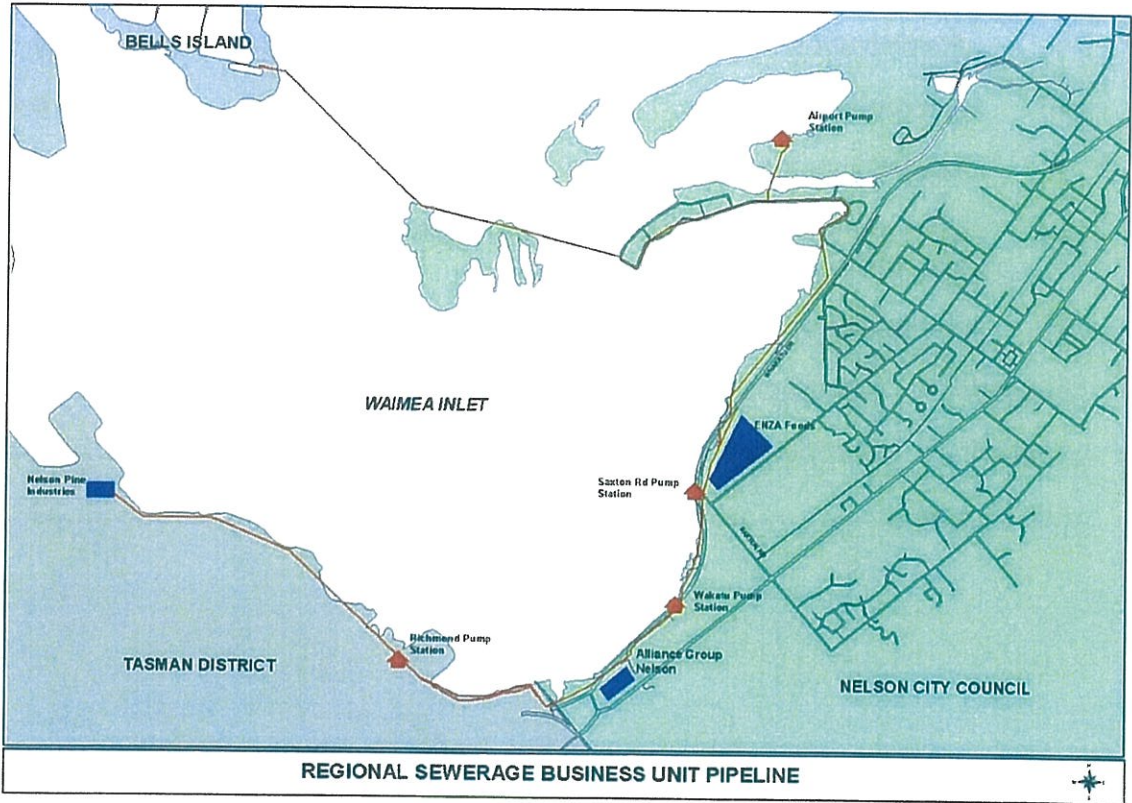 BELLS ISLAND
Airport Pump
Station
WAIMEA INLET
ENZA Feeds
Nelson Pine
Industries
Saxton Rd Pump
Station
Wakatu Pump
Station
Richmond Pump
Station
Alliance Group
Nelson
TASMAN DISTRICT
NELSON CITY COUNCIL
REGIONAL SEWERAGE BUSINESS UNIT PIPELINE